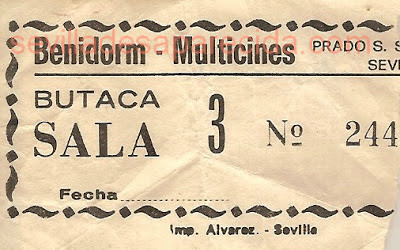 sevilladesaparecida.com
Benidorm - Multicines PRADO S. S
SEV
BUTACA
SALA 3 Nº 244
Fecha
Imp. Alvarez. - Sevilla